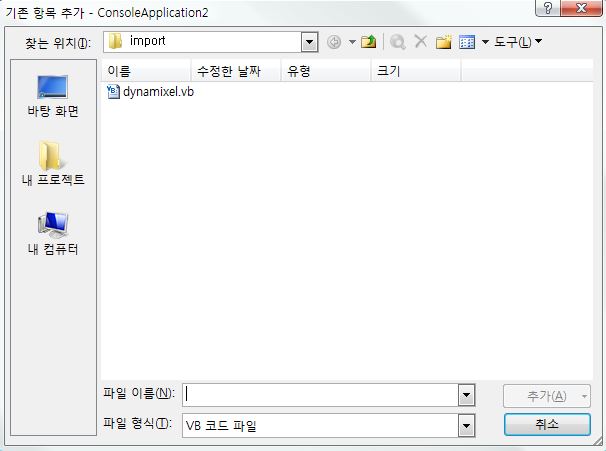 기존 항목 추가 - ConsoleApplication2
찾는 위치(I): import 도구(L)
이름 수정한 날짜 유형 크기
dynamixel.vb
바탕 화면
내 프로젝트
내 컴퓨터
파일 이름(N): 추가(A)
파일 형식(T): VB 코드 파일 취소